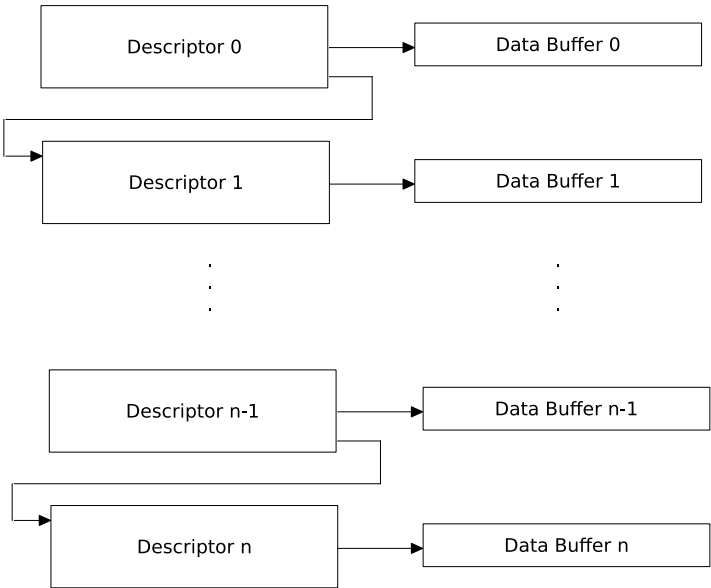 Descriptor 0
Data Buffer 0
Descriptor 1
Data Buffer 1
Descriptor n-1
Data Buffer n-1
Descriptor n
Data Buffer n